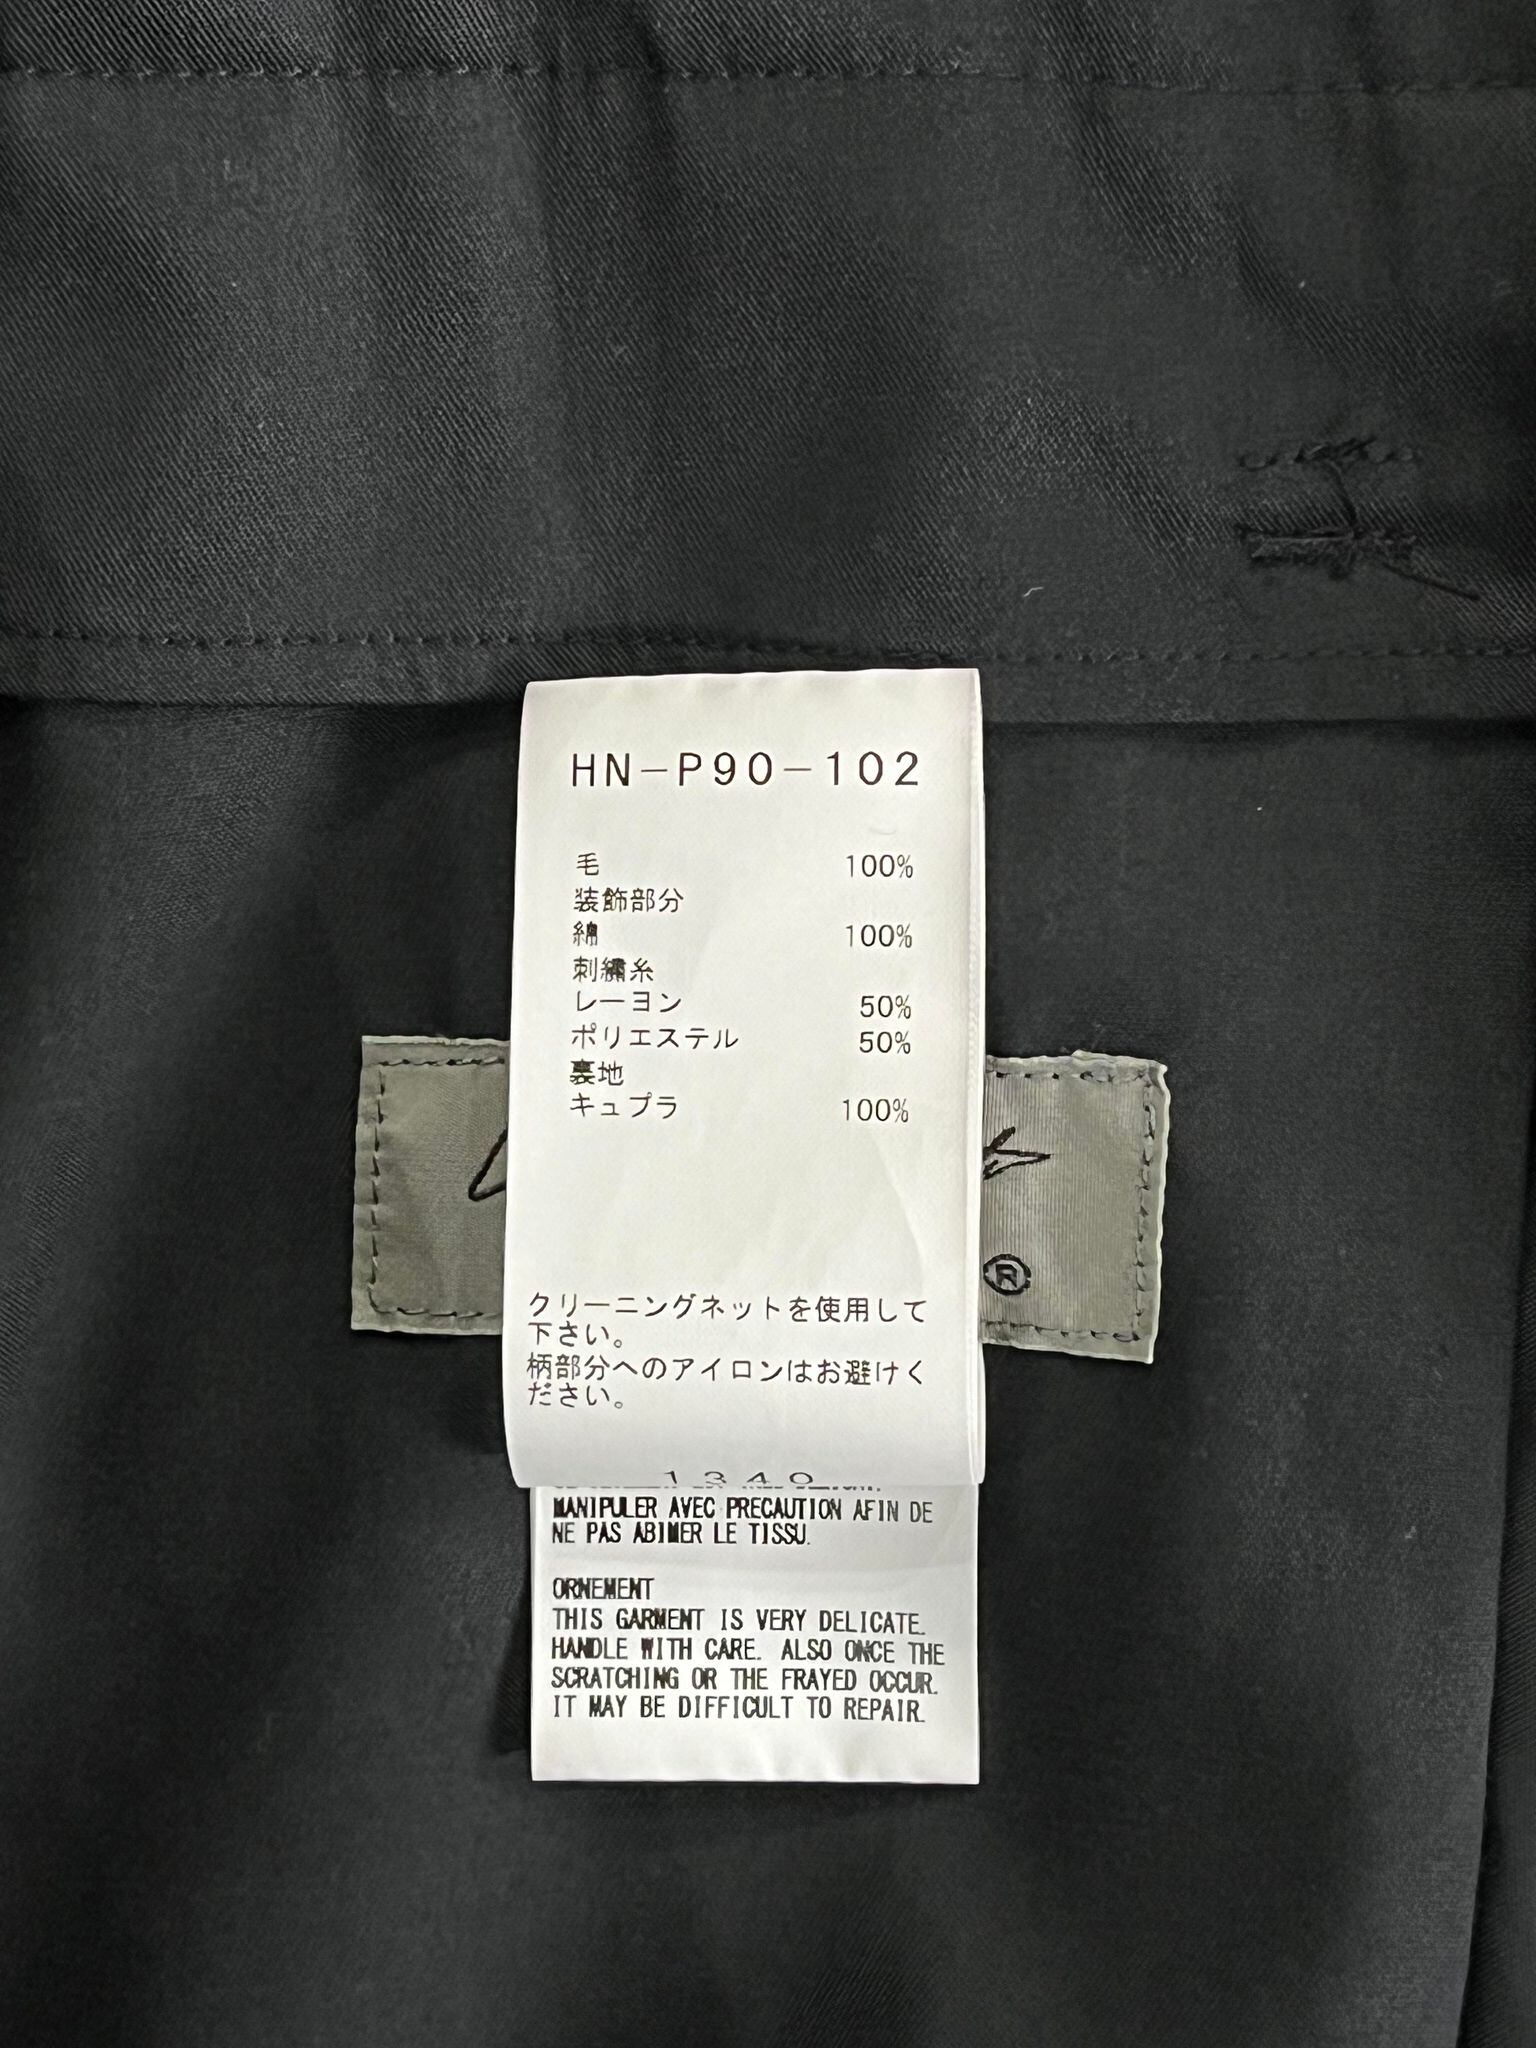 HN-P90-102
毛 100%
装飾部分
綿 100%
刺繍糸
レーヨン 50%
ポリエステル 50%
裏地
キュプラ 100%
®
クリーニングネットを使用して
下さい。
柄部分へのアイロンはお避けく
ださい。
1340
MANIPULER AVEC PRECAUTION AFIN DE
NE PAS ABIMER LE TISSU.
ORNEMENT
THIS GARMENT IS VERY DELICATE.
HANDLE WITH CARE. ALSO ONCE THE
SCRATCHING OR THE FRAYED OCCUR.
IT MAY BE DIFFICULT TO REPAIR.